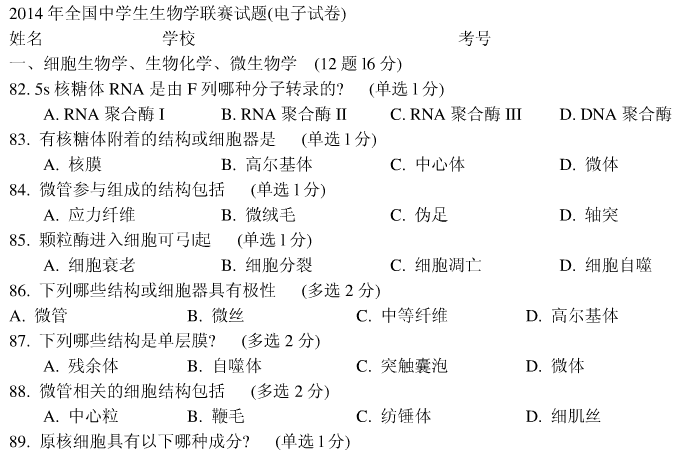 2014 年全国中学生生物学联赛试题(电子试卷)
姓名 学校 考号
一、细胞生物学、生物化学、微生物学 (12 题 l6 分)
82. 5s 核糖体 RNA 是由 F 列哪种分子转录的? (单选 l 分)
A. RNA 聚合酶 I B. RNA 聚合酶 II C. RNA 聚合酶 III D. DNA 聚合酶
83. 有核糖体附着的结构或细胞器是 (单选 l 分)
A. 核膜 B. 高尔基体 C. 中心体 D. 微体
84. 微管参与组成的结构包括 (单选 l 分)
A. 应力纤维 B. 微绒毛 C. 伪足 D. 轴突
85. 颗粒酶进入细胞可弓l起 (单选 l 分)
A. 细胞衰老 B. 细胞分裂 C. 细胞凋亡 D. 细胞自噬
86. 下列哪些结构或细胞器具有极性 (多选 2 分)
A. 微管 B. 微丝 C. 中等纤维 D. 高尔基体
87. 下列哪些结构是单层膜? (多选 2 分)
A. 残余体 B. 自噬体 C. 突触囊泡 D. 微体
88. 微管相关的细胞结构包括 (多选 2 分)
A. 中心粒 B. 鞭毛 C. 纺锤体 D. 细肌丝
89. 原核细胞具有以下哪种成分? (单选 l 分)